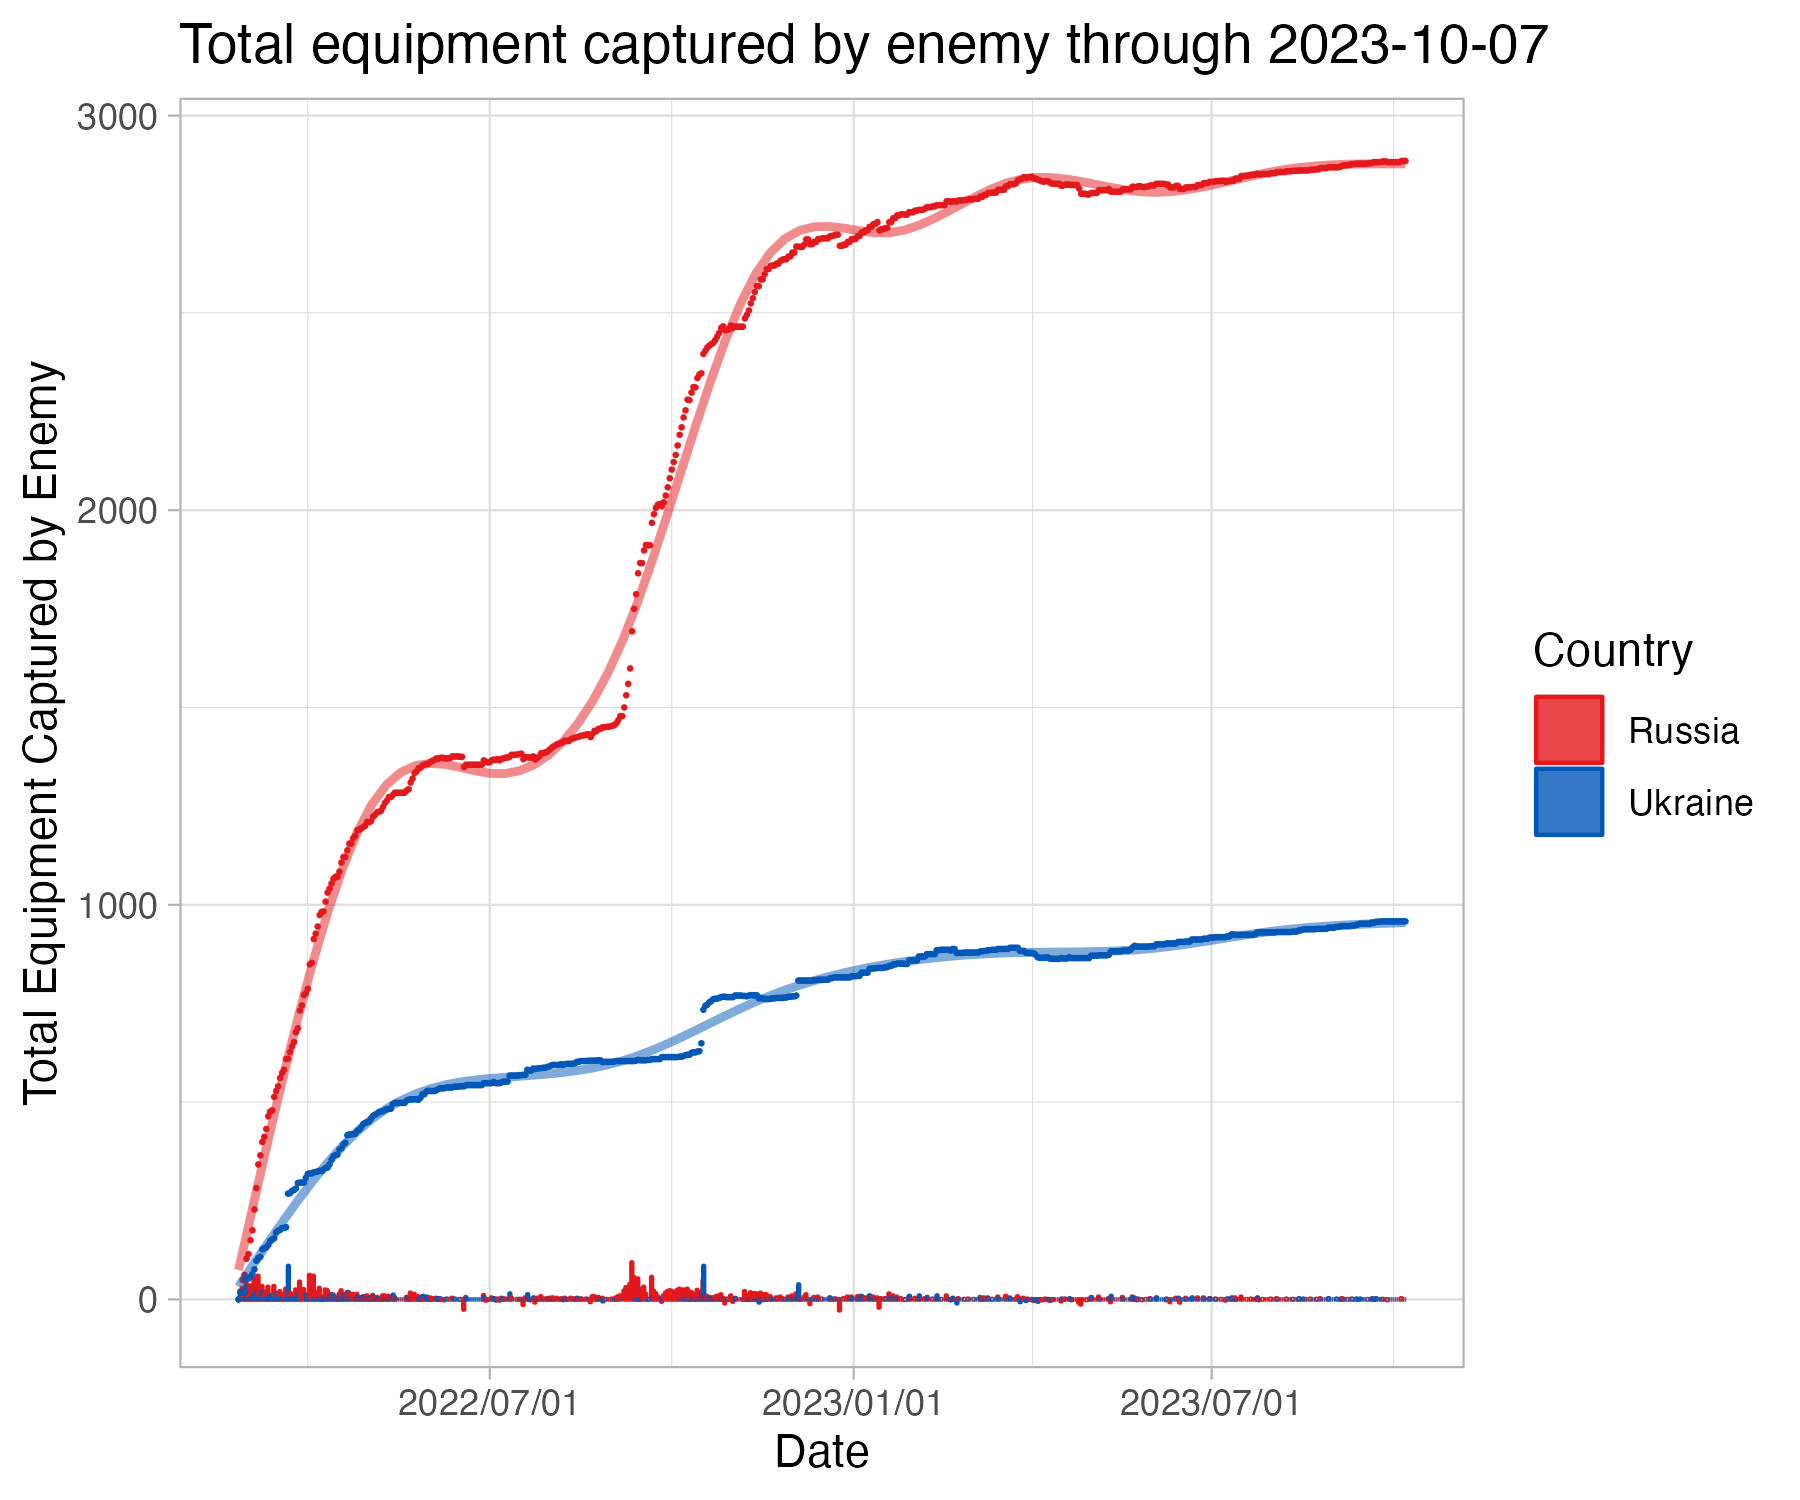 Total equipment captured by enemy through 2023-10-07
Total Equipment Captured by Enemy
3000
2000
1000
0
2022/07/01
2023/01/01
2023/07/01
Date
Country
Russia
Ukraine